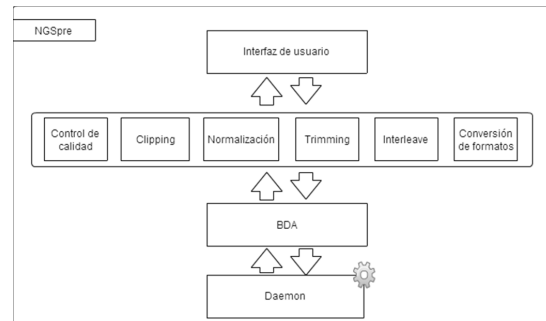 NGSpre
Interfaz de usuario
Control de
calidad
Clipping
Normalización
Trimming
Interleave
Conversión
de formatos
BDA
Daemon